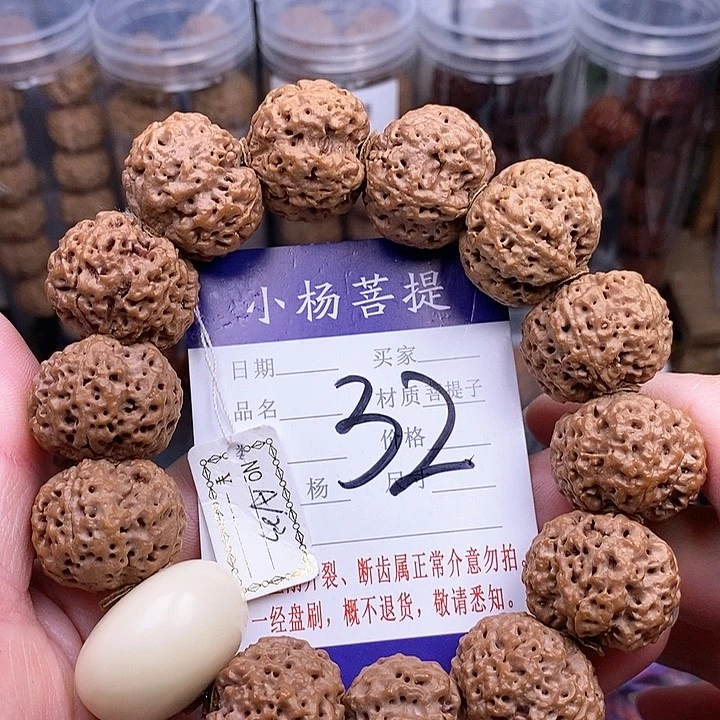 小杨菩提
日期 买家
品名 材质菩提子
32
价格
杨
开裂、断齿属正常介意勿拍。
一经盘刷，概不退货，敬请悉知。
NO.